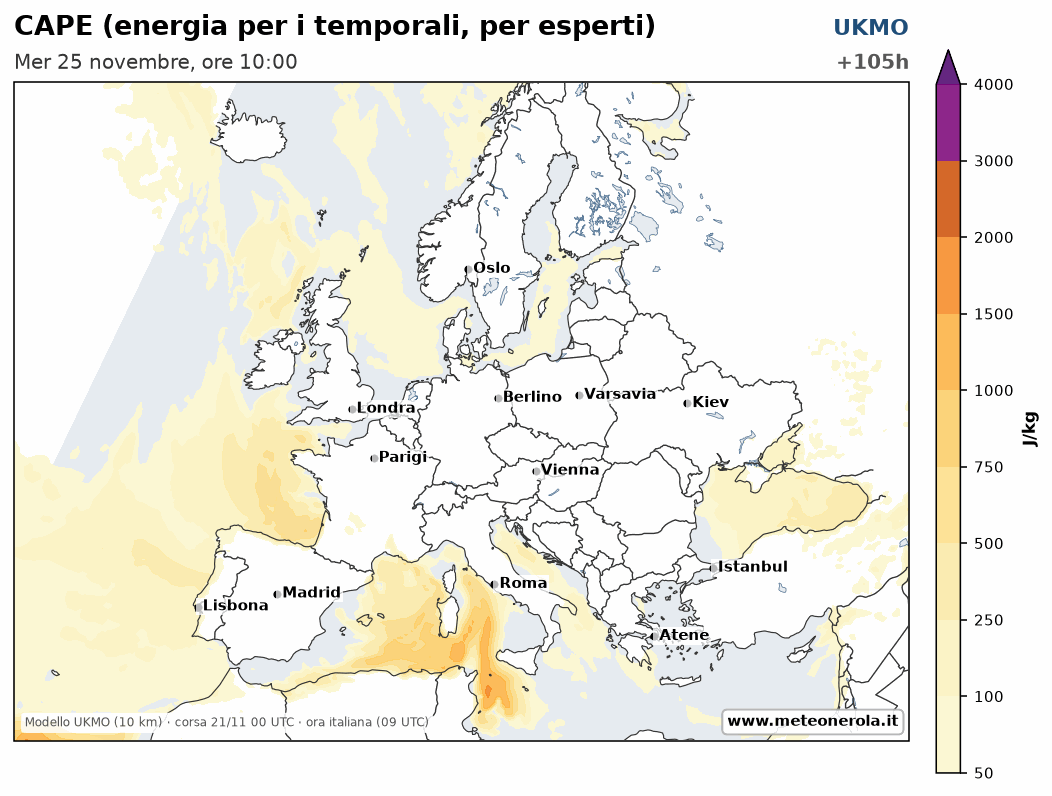 CAPE (energia per i temporali, per esperti)
UKMO
Mer 25 novembre, ore 10:00
+105h
4000
3000
2000
1500
1000
750
500
250
100
50
J/kg
Oslo
Berlino
Varsavia
Kiev
Londra
Parigi
Vienna
Istanbul
Roma
Madrid
Lisbona
Atene
Modello UKMO (10 km) · corsa 21/11 00 UTC · ora italiana (09 UTC)
www.meteonerola.it